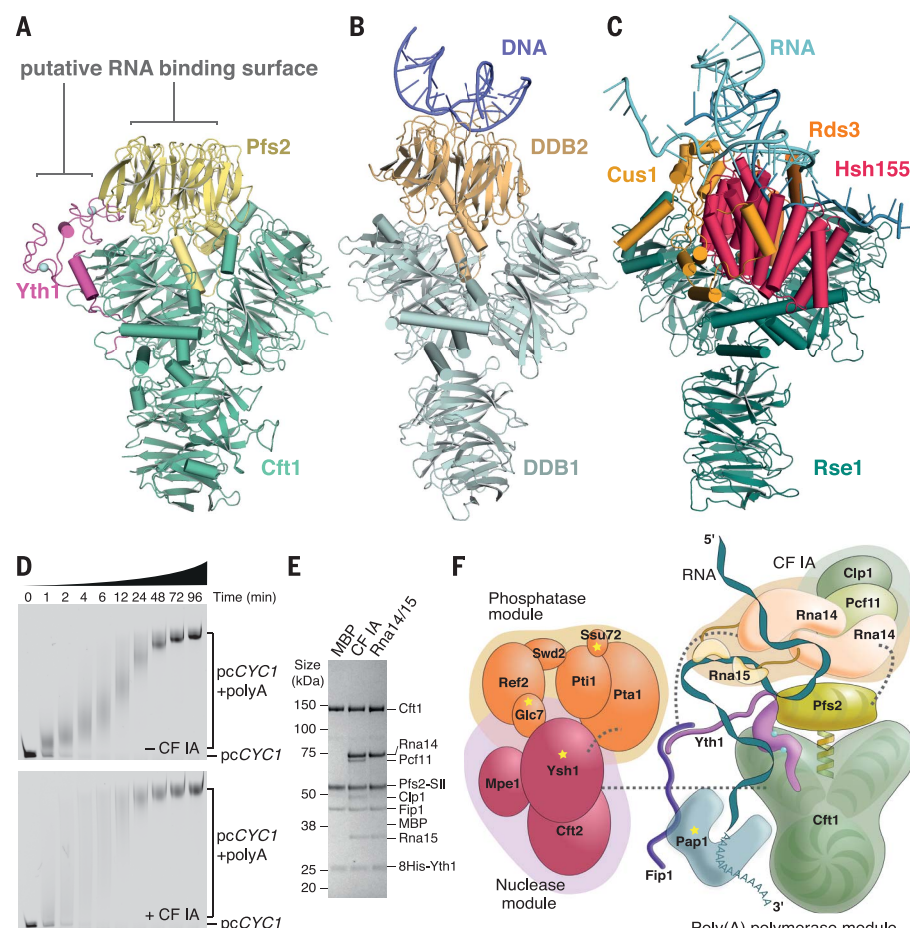 A
putative RNA binding surface
Pfs2
Yth1
Cft1
B
DNA
DDB2
DDB1
C
RNA
Rds3
Cus1
Hsh155
Rse1
D
0 1 2 4 6 12 24 48 72 96 Time (min)
pcCYC1
+polyA
– CF IA
pcCYC1
pcCYC1
+polyA
+ CF IA
pcCYC1
E
MBP
CF IA
Rna14/15
Size
(kDa)
150
100
75
50
38
25
20
Cft1
Rna14
Pcf11
Pfs2-SII
Clp1
Fip1
MBP
Rna15
8His-Yth1
F
5'
RNA
CF IA
Clp1
Pcf11
Rna14
Rna14
Rna15
Phosphatase
module
Ssu72
Swd2
Ref2
Pti1
Pta1
Glc7
Pfs2
Yth1
Ysh1
Mpe1
Cft2
Cft1
Pap1
Fip1
AAAAAAAAAA
3'
Nuclease
module
Poly(A) polymerase module